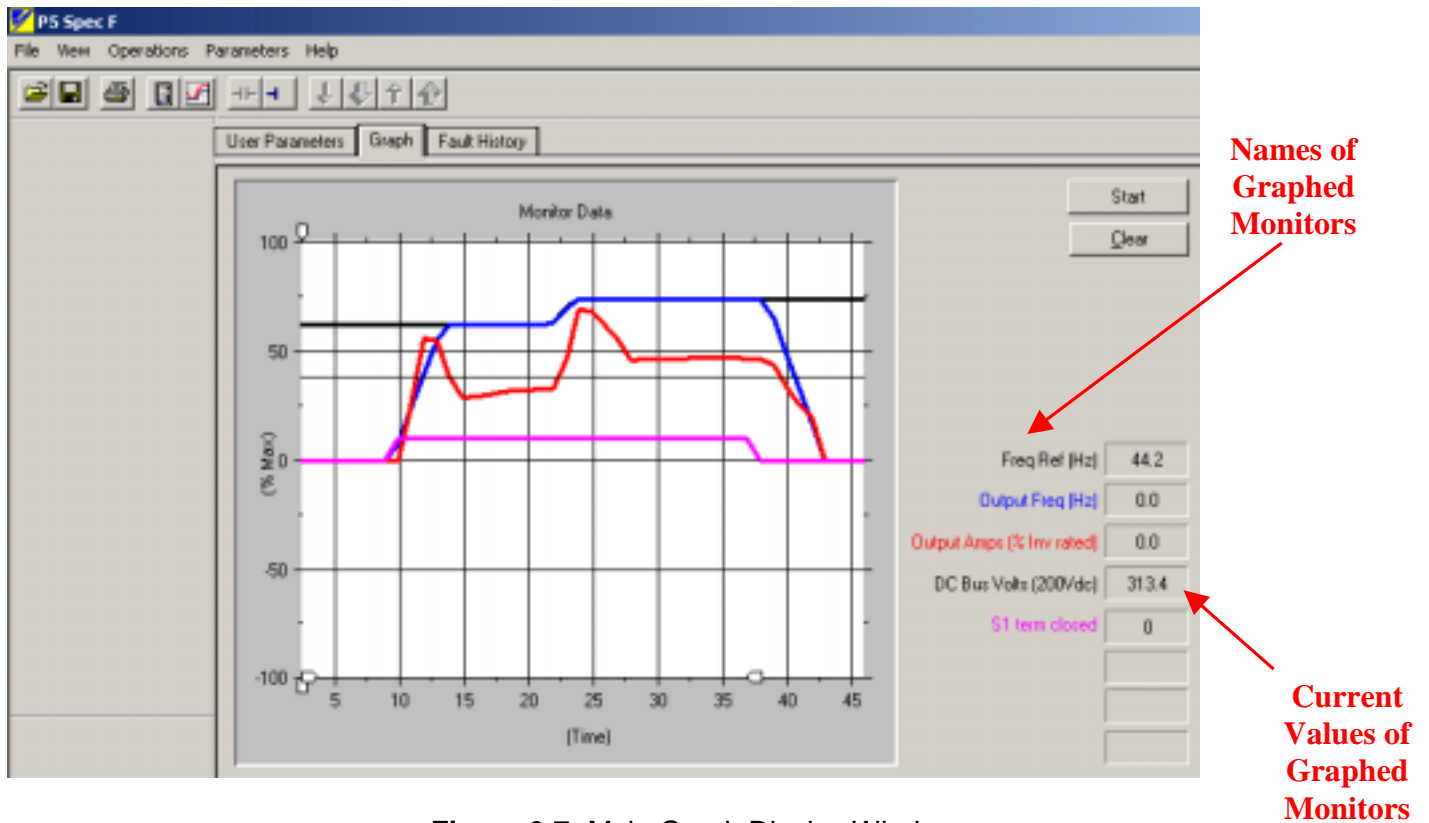 P5 Spec F
File View Operations Parameters Help
User Parameters Graph Fault History
Names of
Graphed
Monitors
Start
Clear
Monitor Data
100
50
0
-50
-100
(% Max)
5 10 15 20 25 30 35 40 45
(Time)
Freq Ref (Hz) 44.2
Output Freq (Hz) 0.0
Output Amps (% Inv rated) 0.0
DC Bus Volts (200Vdc) 313.4
S1 term closed 0
Current
Values of
Graphed
Monitors